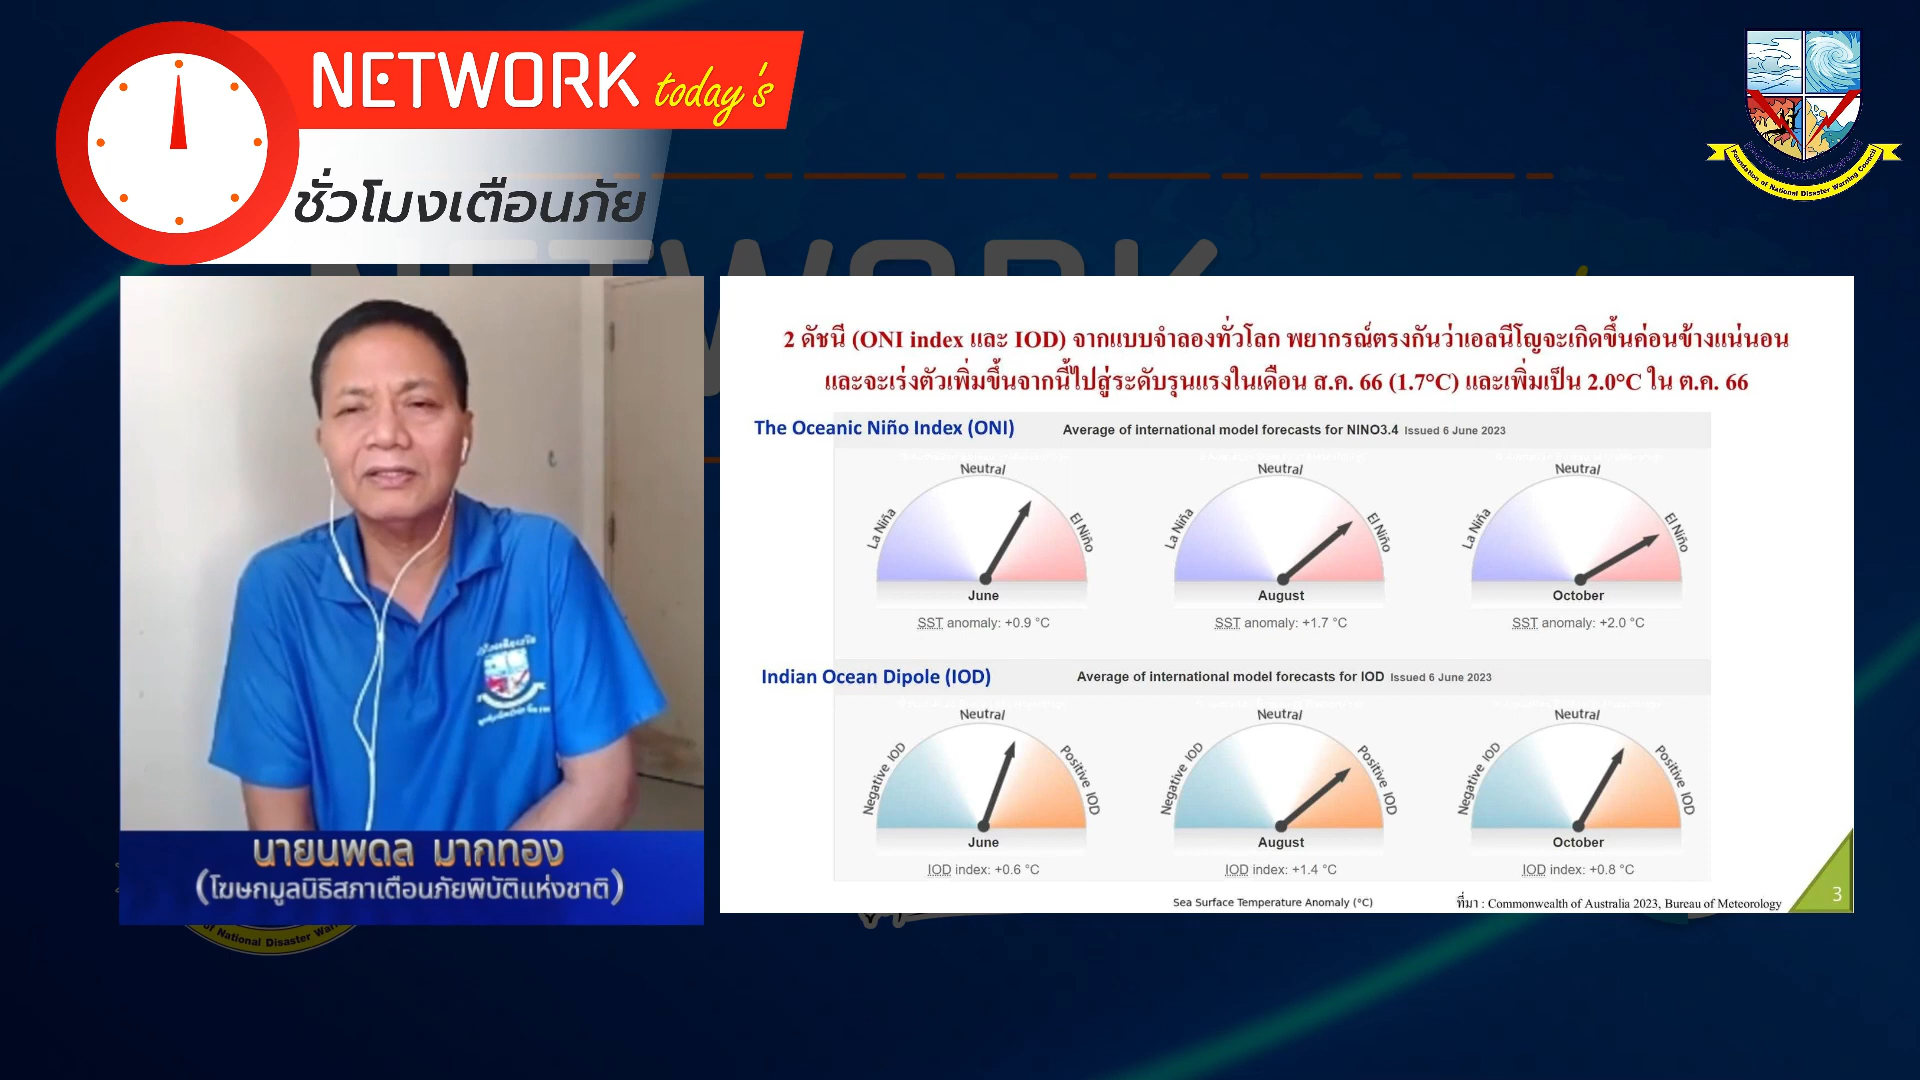 NETWORK today's
ชั่วโมงเตือนภัย
Foundation of National Disaster Warning Council
2 ดัชนี (ONI index และ IOD) จากแบบจำลองทั่วโลก พยากรณ์ตรงกันว่าเอลนีโญจะเกิดขึ้นค่อนข้างแน่นอน
และจะเร่งตัวเพิ่มขึ้นจากนี้ไปสู่ระดับรุนแรงในเดือน ส.ค. 66 (1.7°C) และเพิ่มเป็น 2.0°C ใน ต.ค. 66
The Oceanic Niño Index (ONI)
Average of international model forecasts for NINO3.4 Issued 6 June 2023
La Niña Neutral El Niño
La Niña Neutral El Niño
La Niña Neutral El Niño
June August October
SST anomaly: +0.9 °C SST anomaly: +1.7 °C SST anomaly: +2.0 °C
Indian Ocean Dipole (IOD)
Average of international model forecasts for IOD Issued 6 June 2023
Negative IOD Neutral Positive IOD
Negative IOD Neutral Positive IOD
Negative IOD Neutral Positive IOD
June August October
IOD index: +0.6 °C IOD index: +1.4 °C IOD index: +0.8 °C
Sea Surface Temperature Anomaly (°C)
ที่มา : Commonwealth of Australia 2023, Bureau of Meteorology
3
นายนพดล มากทอง
(โฆษกมูลนิธิสภาเตือนภัยพิบัติแห่งชาติ)
of National Disaster War